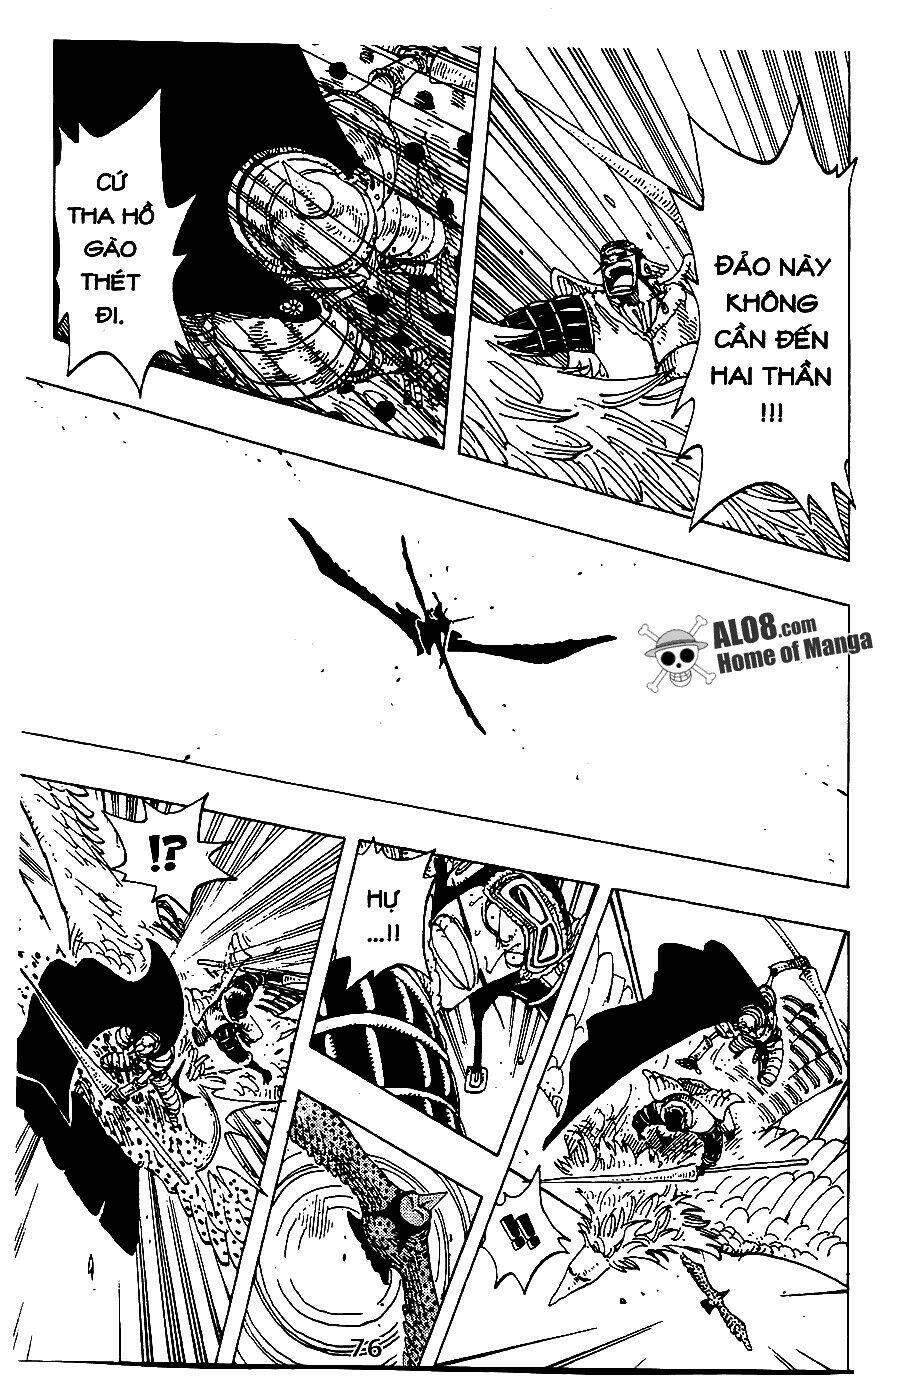 ĐẢO NÀY
KHÔNG
CẦN ĐẾN
HAI THẦN
!!!
CỨ
THA HỒ
GÀO
THÉT
ĐI.
AL08.com
Home of Manga
!!
HỰ
...!!
!?
76